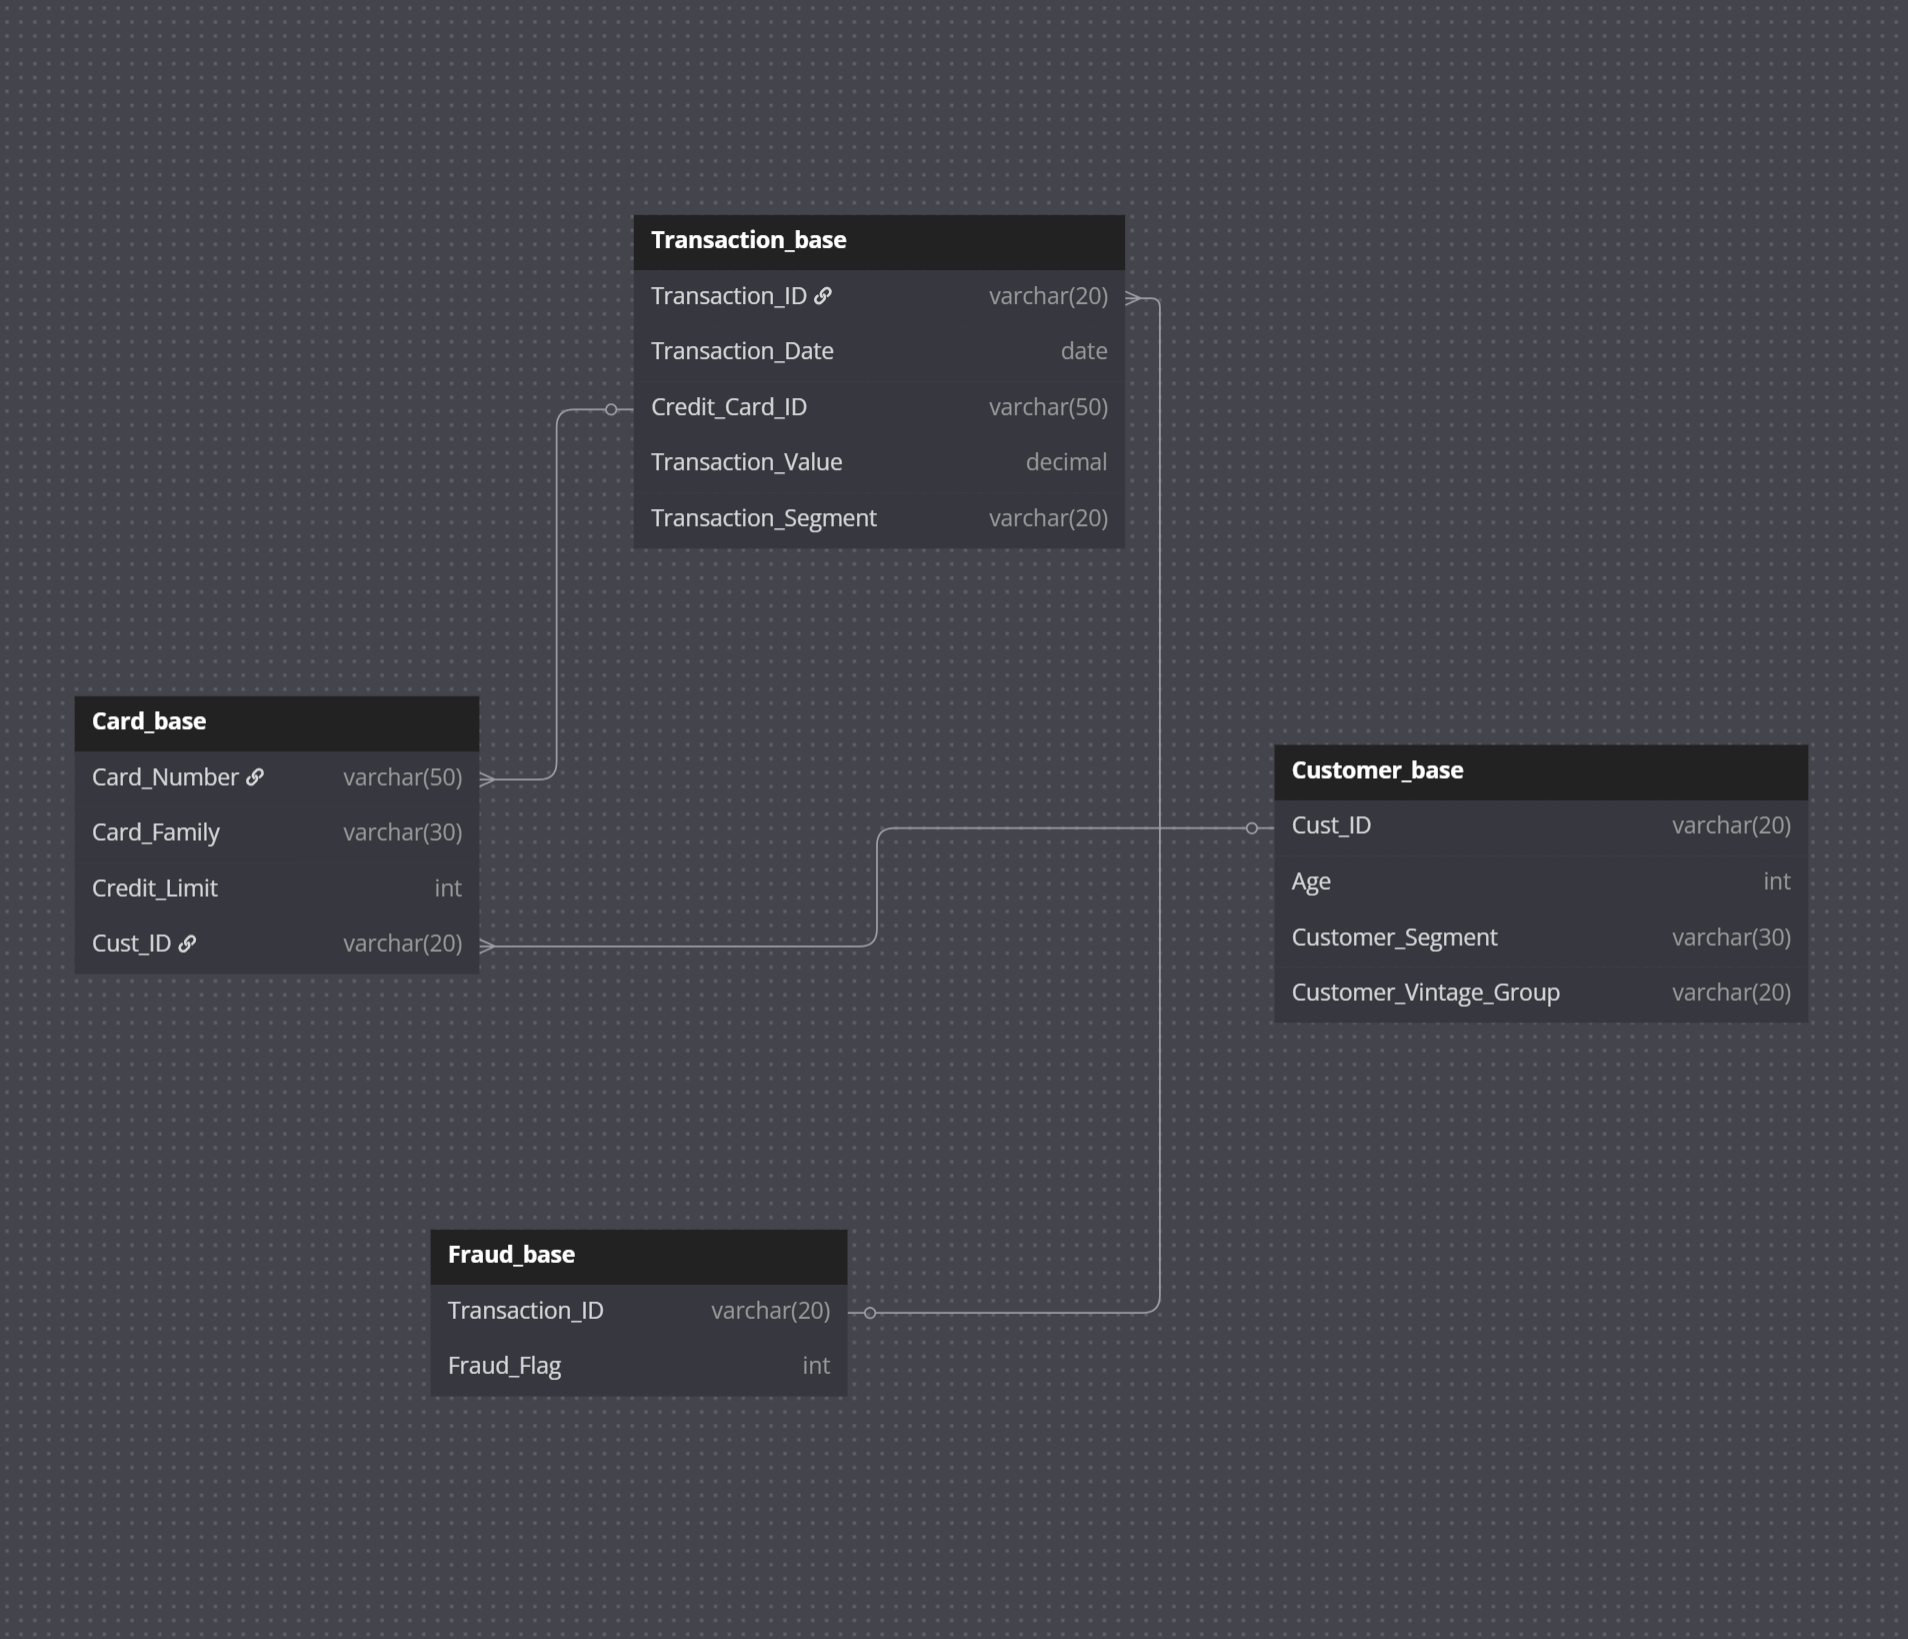 Transaction_base
Transaction_ID varchar(20)
Transaction_Date date
Credit_Card_ID varchar(50)
Transaction_Value decimal
Transaction_Segment varchar(20)
Card_base
Card_Number varchar(50)
Card_Family varchar(30)
Credit_Limit int
Cust_ID varchar(20)
Customer_base
Cust_ID varchar(20)
Age int
Customer_Segment varchar(30)
Customer_Vintage_Group varchar(20)
Fraud_base
Transaction_ID varchar(20)
Fraud_Flag int